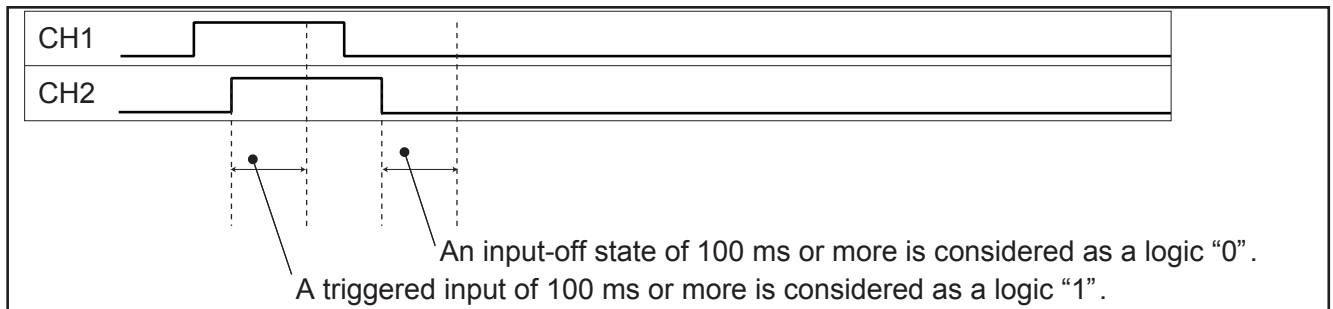 CH1
CH2
An input-off state of 100 ms or more is considered as a logic “0”.
A triggered input of 100 ms or more is considered as a logic “1”.